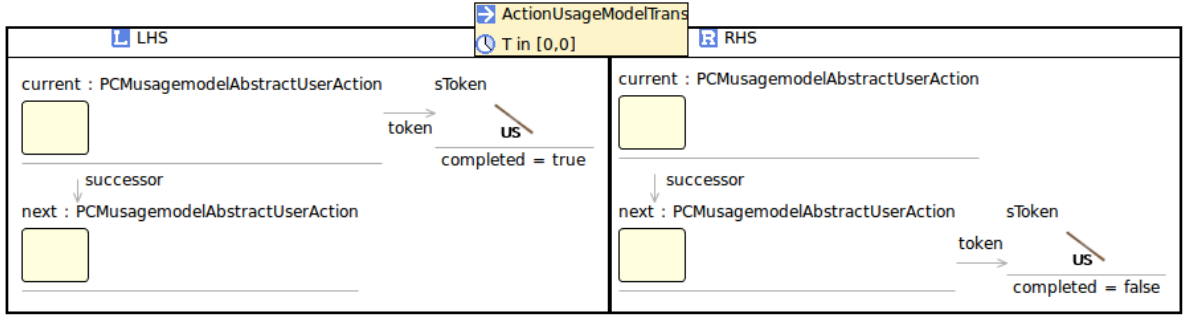 ActionUsageModelTrans
T in [0,0]
L LHS
current : PCMusagemodelAbstractUserAction
sToken
token
US
completed = true
successor
next : PCMusagemodelAbstractUserAction
R RHS
current : PCMusagemodelAbstractUserAction
successor
next : PCMusagemodelAbstractUserAction
sToken
token
US
completed = false